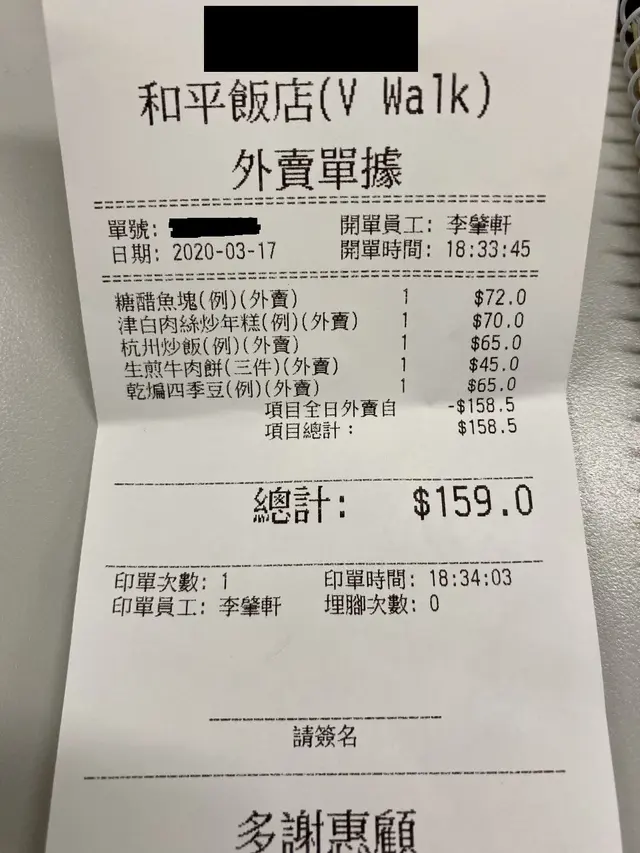 和平飯店(V Walk)
外賣單據
單號: 開單員工: 李肇軒
日期: 2020-03-17 開單時間: 18:33:45
糖醋魚塊(例)(外賣) 1 $72.0
津白肉絲炒年糕(例)(外賣) 1 $70.0
杭州炒飯(例)(外賣) 1 $65.0
生煎牛肉餅(三件)(外賣) 1 $45.0
乾煸四季豆(例)(外賣) 1 $65.0
項目全日外賣自 -$158.5
項目總計: $158.5
總計: $159.0
印單次數: 1 印單時間: 18:34:03
印單員工: 李肇軒 埋腳次數: 0
請簽名
多謝惠顧